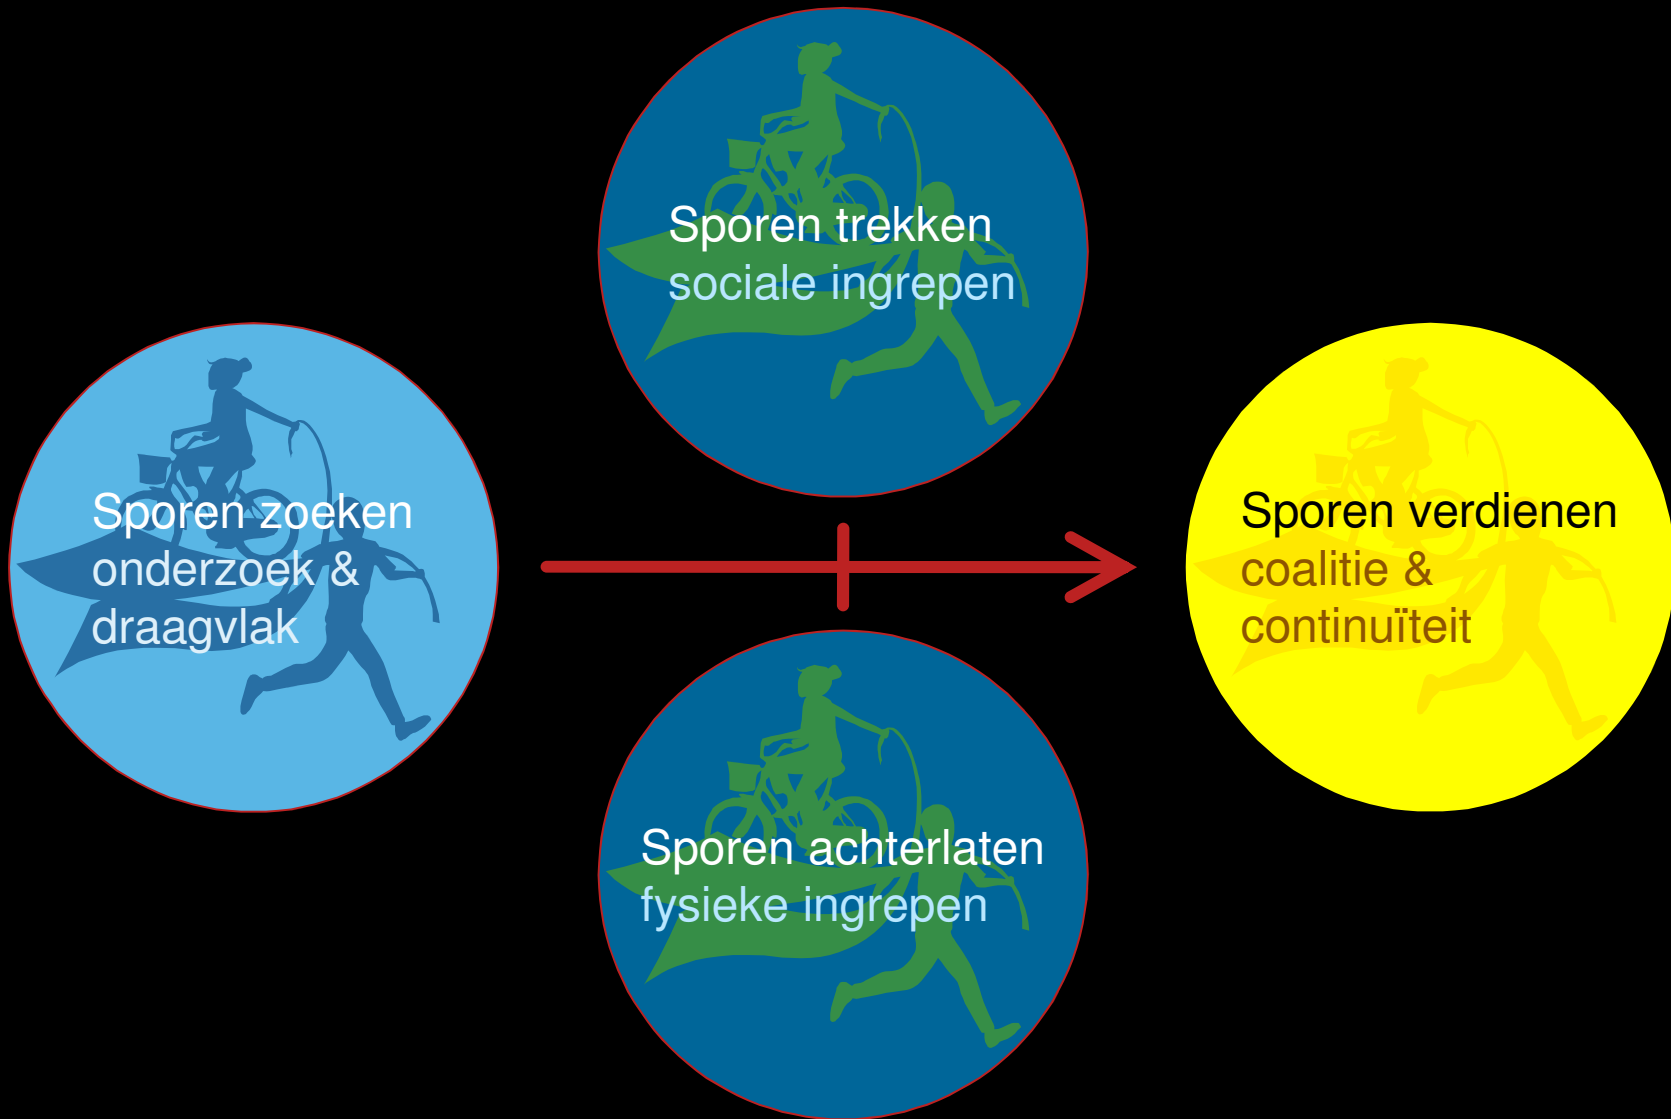 Sporen trekken
sociale ingrepen
Sporen zoeken
onderzoek &
draagvlak
Sporen verdienen
coalitie &
continuïteit
Sporen achterlaten
fysieke ingrepen